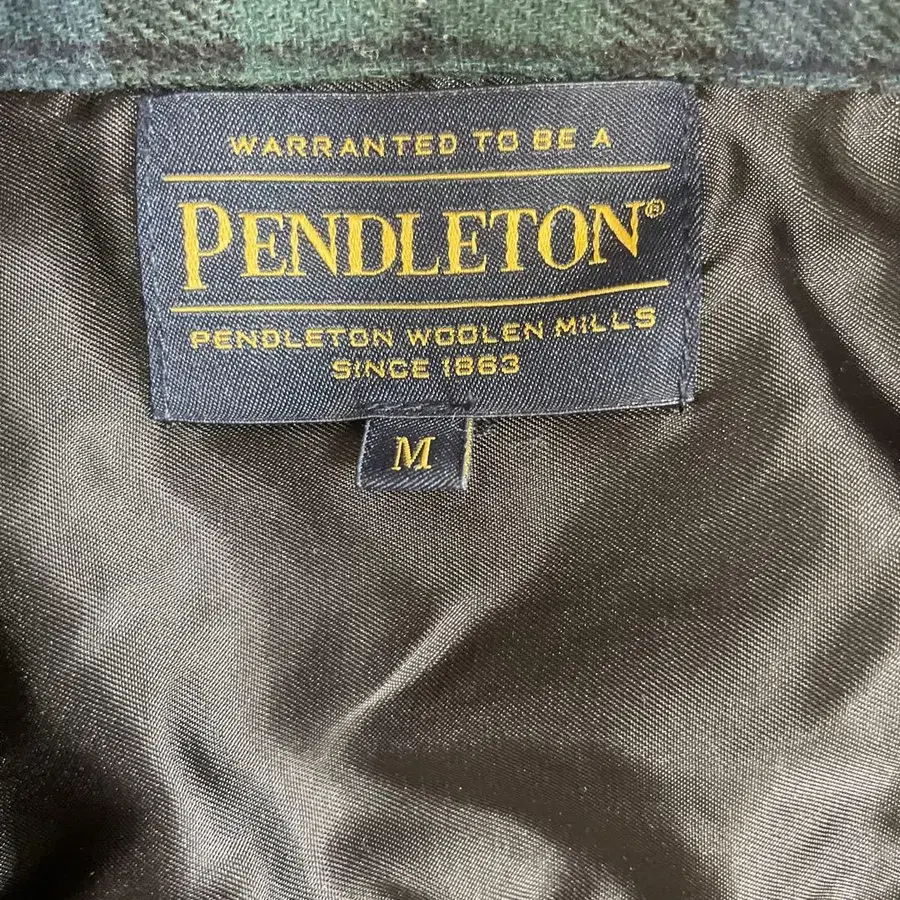 WARRANTED TO BE A
PENDLETON®
PENDLETON WOOLEN MILLS
SINCE 1863
M